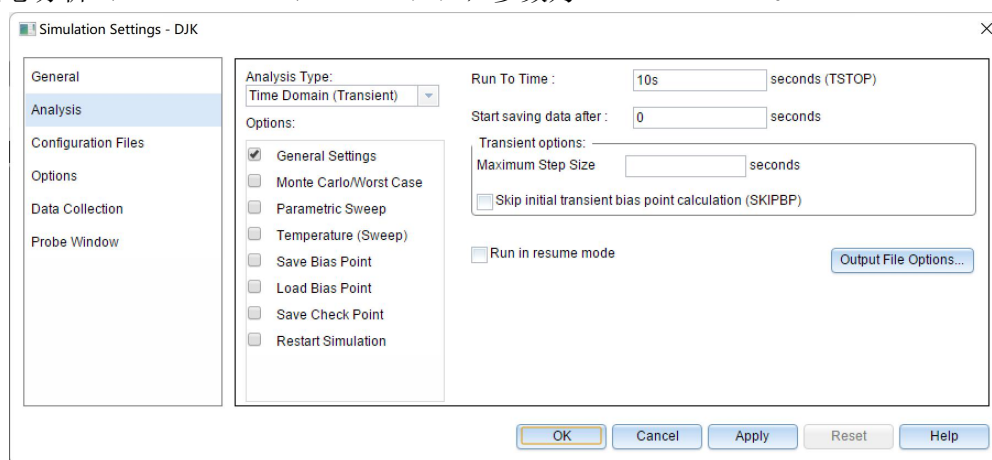 参数为
Simulation Settings - DJK
General
Analysis
Configuration Files
Options
Data Collection
Probe Window
Analysis Type:
Time Domain (Transient)
Options:
General Settings
Monte Carlo/Worst Case
Parametric Sweep
Temperature (Sweep)
Save Bias Point
Load Bias Point
Save Check Point
Restart Simulation
Run To Time : 10s seconds (TSTOP)
Start saving data after : 0 seconds
Transient options:
Maximum Step Size seconds
Skip initial transient bias point calculation (SKIPBP)
Run in resume mode
Output File Options...
OK Cancel Apply Reset Help